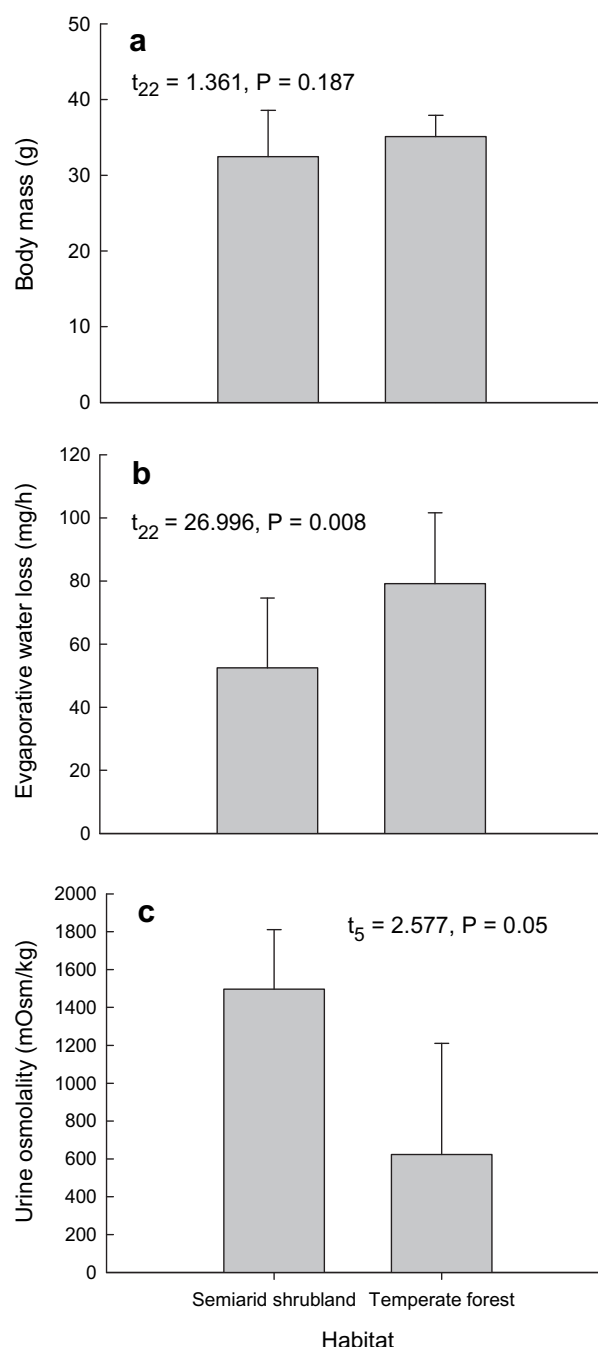 a
t22 = 1.361, P = 0.187
Body mass (g)
50
40
30
20
10
0
b
t22 = 26.996, P = 0.008
Evgaporative water loss (mg/h)
120
100
80
60
40
20
0
c
t5 = 2.577, P = 0.05
Urine osmolality (mOsm/kg)
2000
1800
1600
1400
1200
1000
800
600
400
200
0
Semiarid shrubland Temperate forest
Habitat